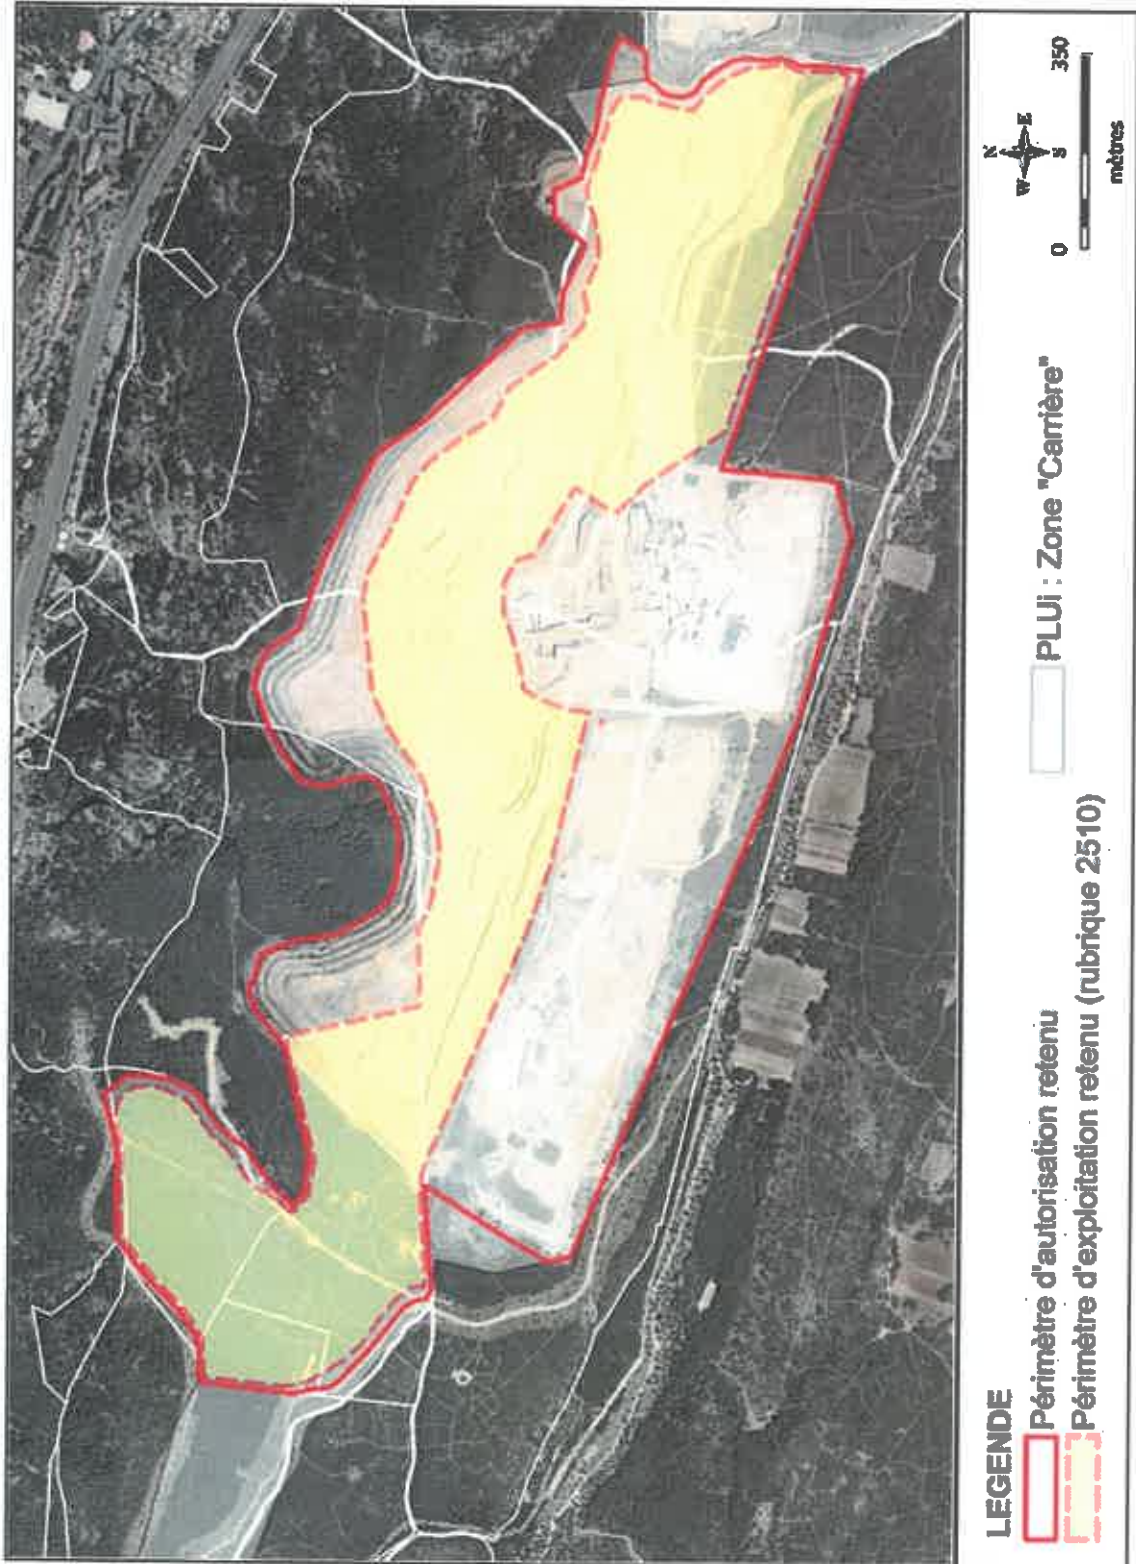 LEGENDE
Périmètre d'autorisation retenu
Périmètre d'exploitation retenu (rubrique 2510)
PLUi : Zone "Carrière"
N
W E
S
0 350
mètres